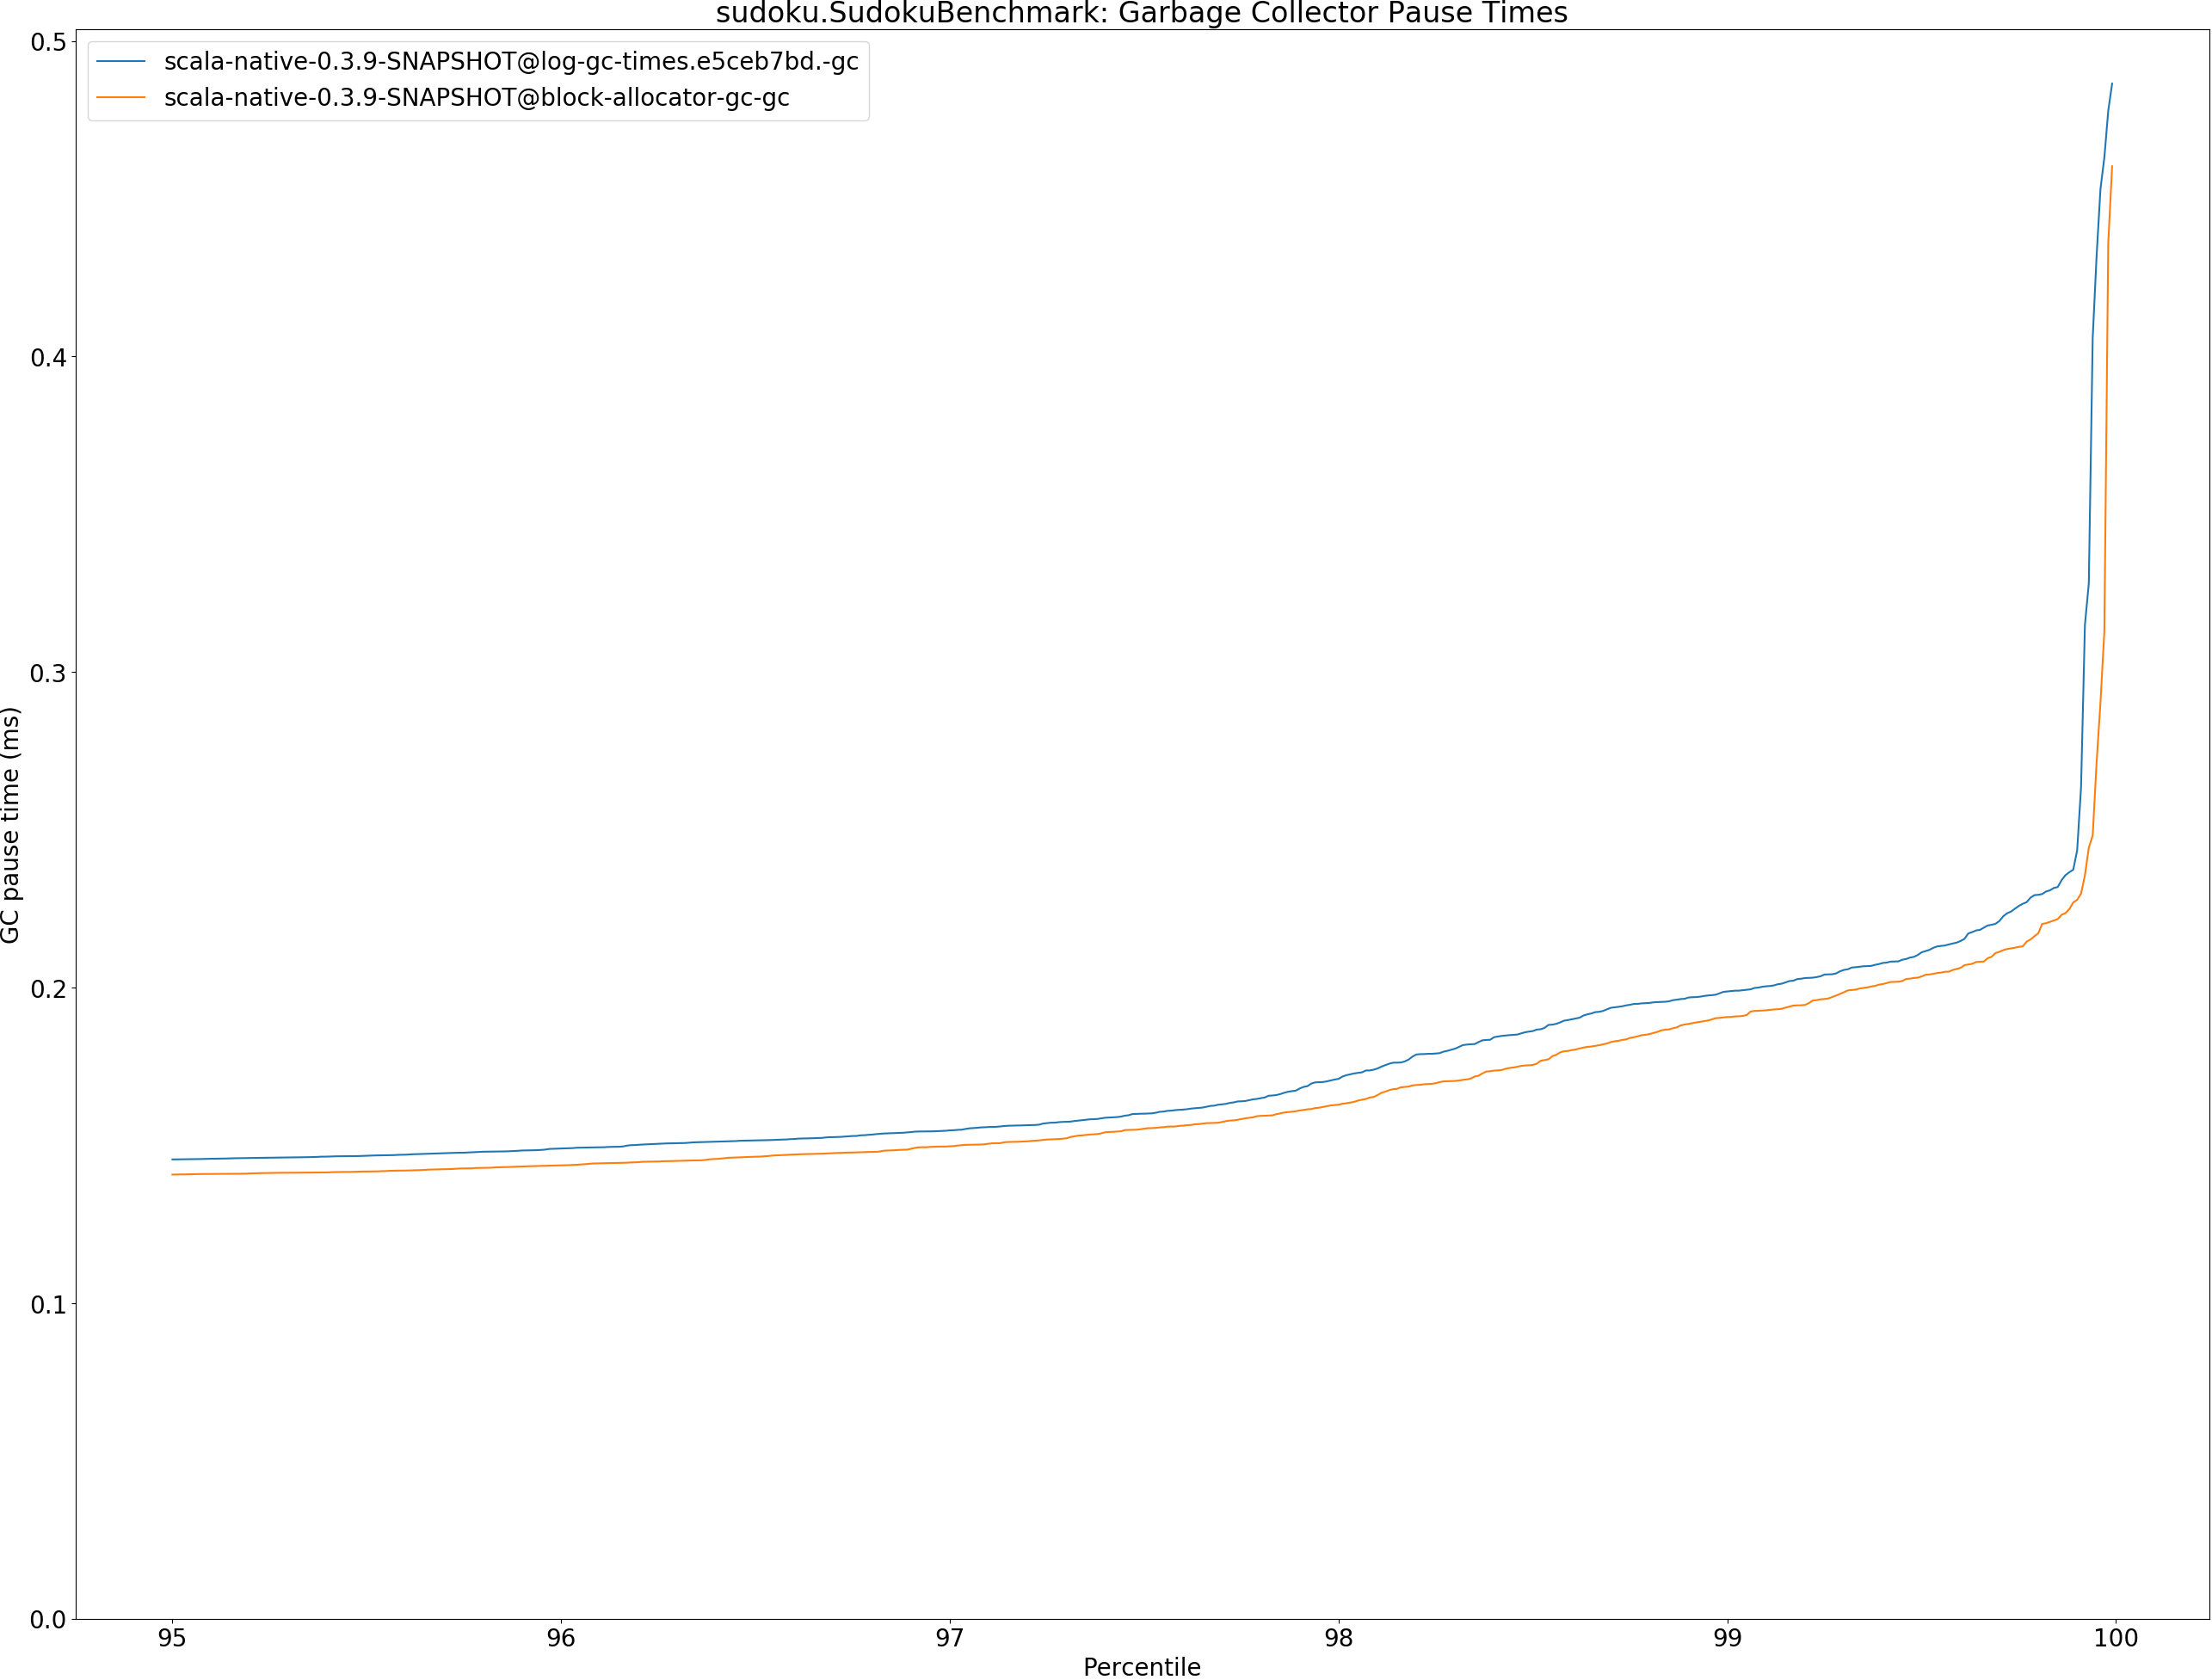 sudoku.SudokuBenchmark: Garbage Collector Pause Times
scala-native-0.3.9-SNAPSHOT@log-gc-times.e5ceb7bd.-gc
scala-native-0.3.9-SNAPSHOT@block-allocator-gc-gc
GC pause time (ms)
0.5
0.4
0.3
0.2
0.1
0.0
95 96 97 98 99 100
Percentile